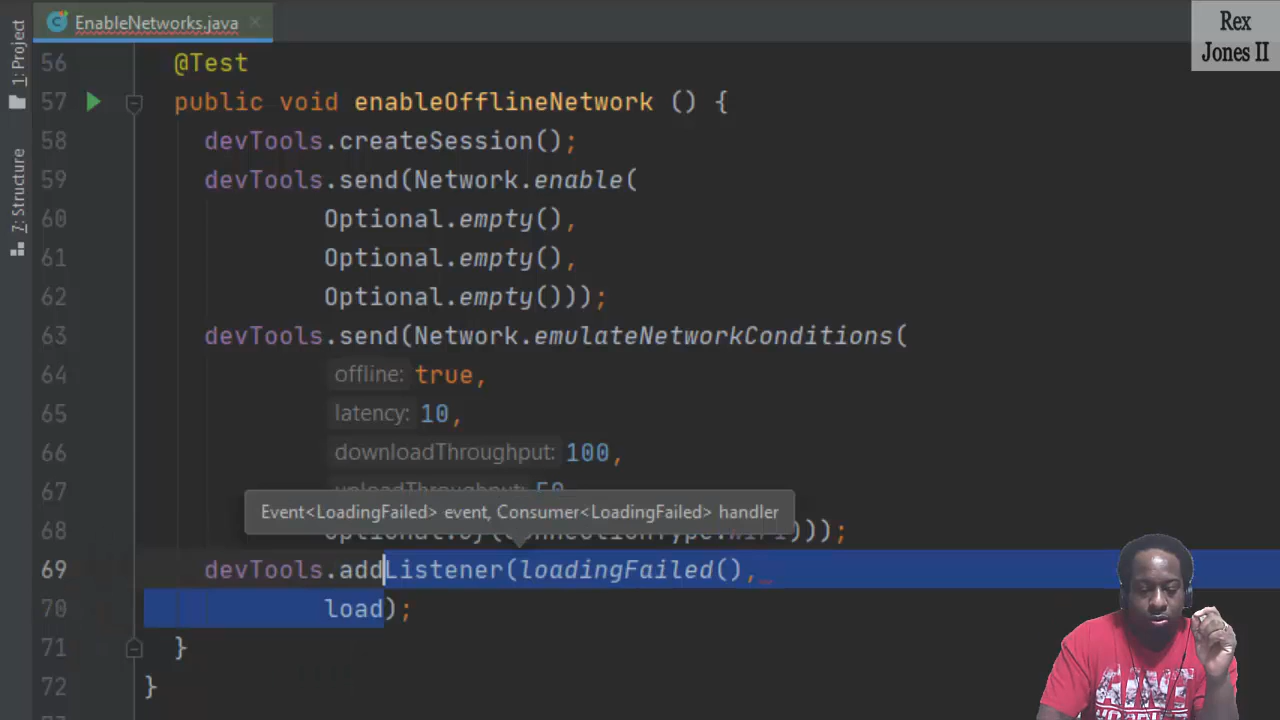 EnableNetworks.java
Rex
Jones II
1: Project
7: Structure
56 @Test
57 public void enableOfflineNetwork () {
58 devTools.createSession();
59 devTools.send(Network.enable(
60 Optional.empty(),
61 Optional.empty(),
62 Optional.empty()));
63 devTools.send(Network.emulateNetworkConditions(
64 offline: true,
65 latency: 10,
66 downloadThroughput: 100,
67 uploadThroughput: 50
Event<LoadingFailed> event, Consumer<LoadingFailed> handler
68 )));
69 devTools.addListener(loadingFailed(),
70 load);
71 }
72 }